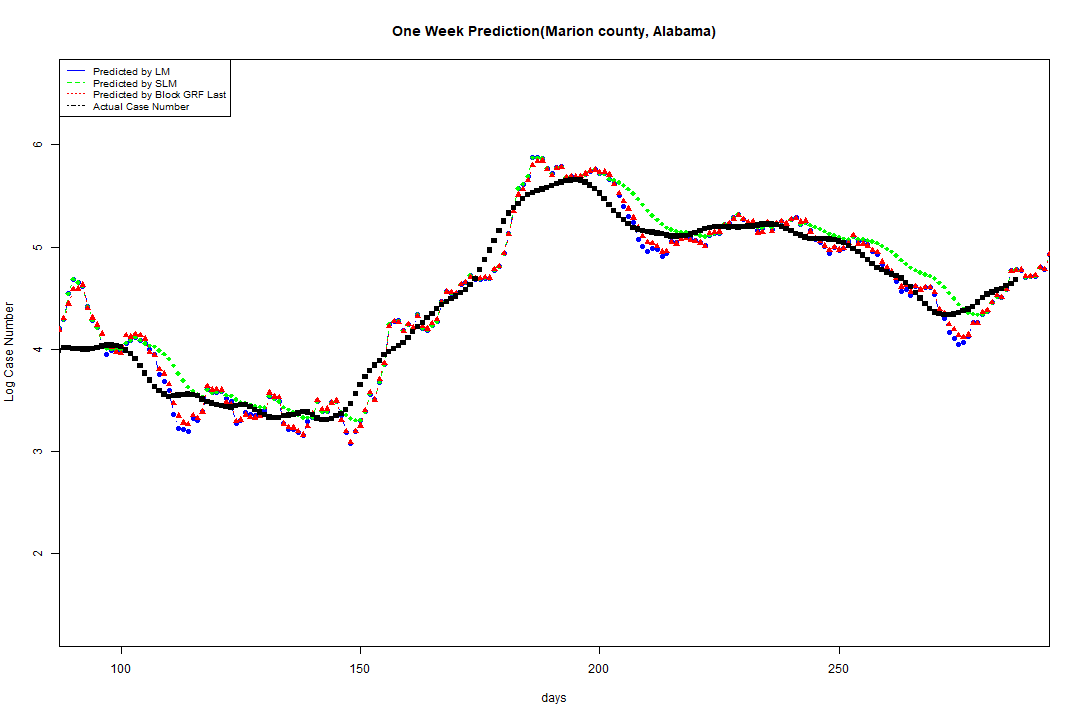 One Week Prediction(Marion county, Alabama)
Predicted by LM
Predicted by SLM
Predicted by Block GRF Last
Actual Case Number
6
5
4
3
2
Log Case Number
100 150 200 250
days